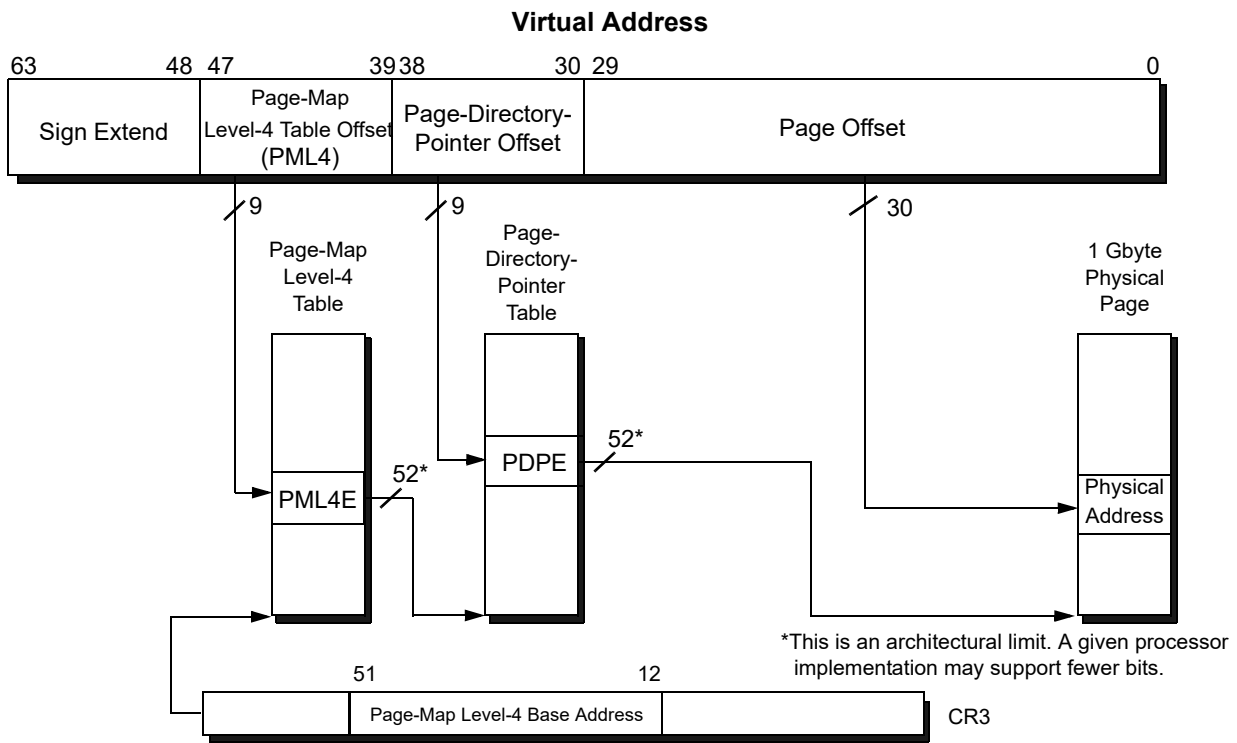 Virtual Address
63 48 47 39 38 30 29 0
Sign Extend
Page-Map
Level-4 Table Offset
(PML4)
Page-Directory-
Pointer Offset
Page Offset
9
9
30
Page-Map
Level-4
Table
Page-
Directory-
Pointer
Table
1 Gbyte
Physical
Page
52*
PDPE
52*
PML4E
Physical
Address
*This is an architectural limit. A given processor
implementation may support fewer bits.
51 12
Page-Map Level-4 Base Address
CR3